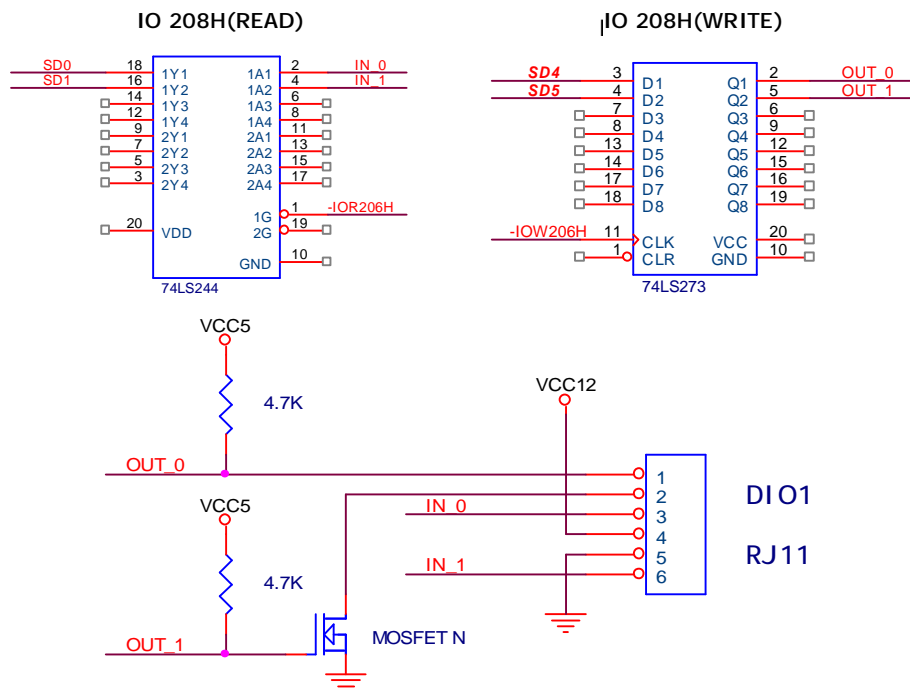 IO 208H(READ)
IO 208H(WRITE)
SD0 18 1Y1 1A1 2 IN_0
SD1 16 1Y2 1A2 4 IN_1
14 1Y3 1A3 6
12 1Y4 1A4 8
9 2Y1 2A1 11
7 2Y2 2A2 13
5 2Y3 2A3 15
3 2Y4 2A4 17
1G 1 -IOR206H
20 VDD 2G 19
GND 10
74LS244
SD4 3 D1 Q1 2 OUT_0
SD5 4 D2 Q2 5 OUT_1
7 D3 Q3 6
8 D4 Q4 9
13 D5 Q5 12
14 D6 Q6 15
17 D7 Q7 16
18 D8 Q8 19
-IOW206H 11 CLK VCC 20
1 CLR GND 10
74LS273
VCC5
4.7K
VCC12
OUT_0
1
2
IN_0 3
4
5
IN_1 6
DIO1
RJ11
VCC5
4.7K
OUT_1
MOSFET N